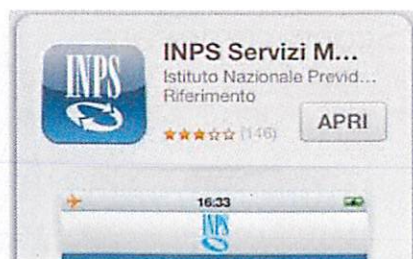 INPS
INPS Servizi M...
Istituto Nazionale Previd...
Riferimento
(146)
APRI
16:33
INPS